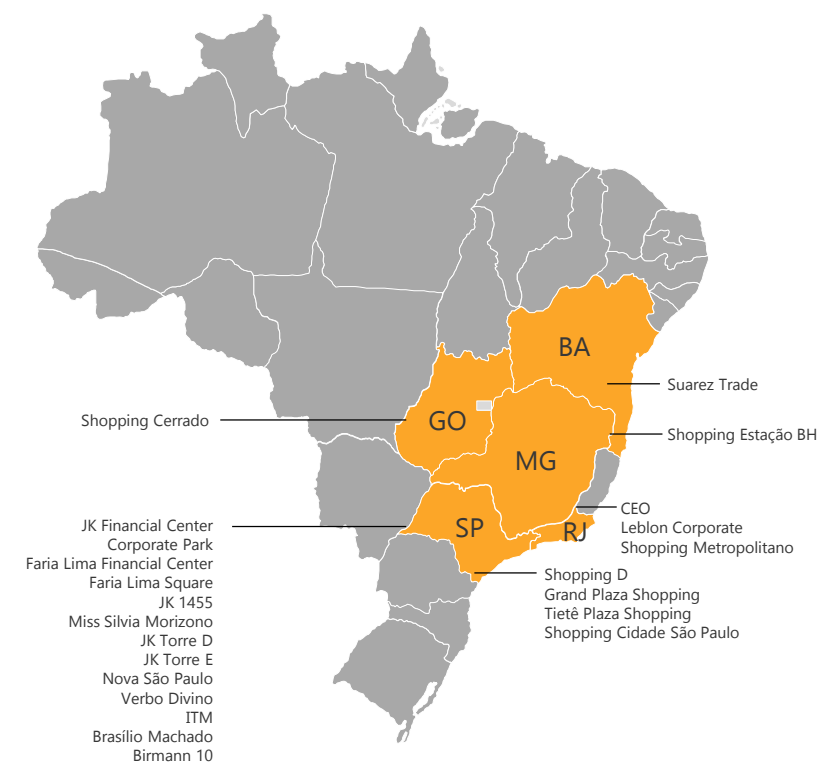 BA
Suarez Trade
Shopping Cerrado
GO
Shopping Estação BH
MG
CEO
Leblon Corporate
Shopping Metropolitano
SP
RJ
JK Financial Center
Corporate Park
Faria Lima Financial Center
Faria Lima Square
JK 1455
Miss Silvia Morizono
JK Torre D
JK Torre E
Nova São Paulo
Verbo Divino
ITM
Brasílio Machado
Birmann 10
Shopping D
Grand Plaza Shopping
Tietê Plaza Shopping
Shopping Cidade São Paulo